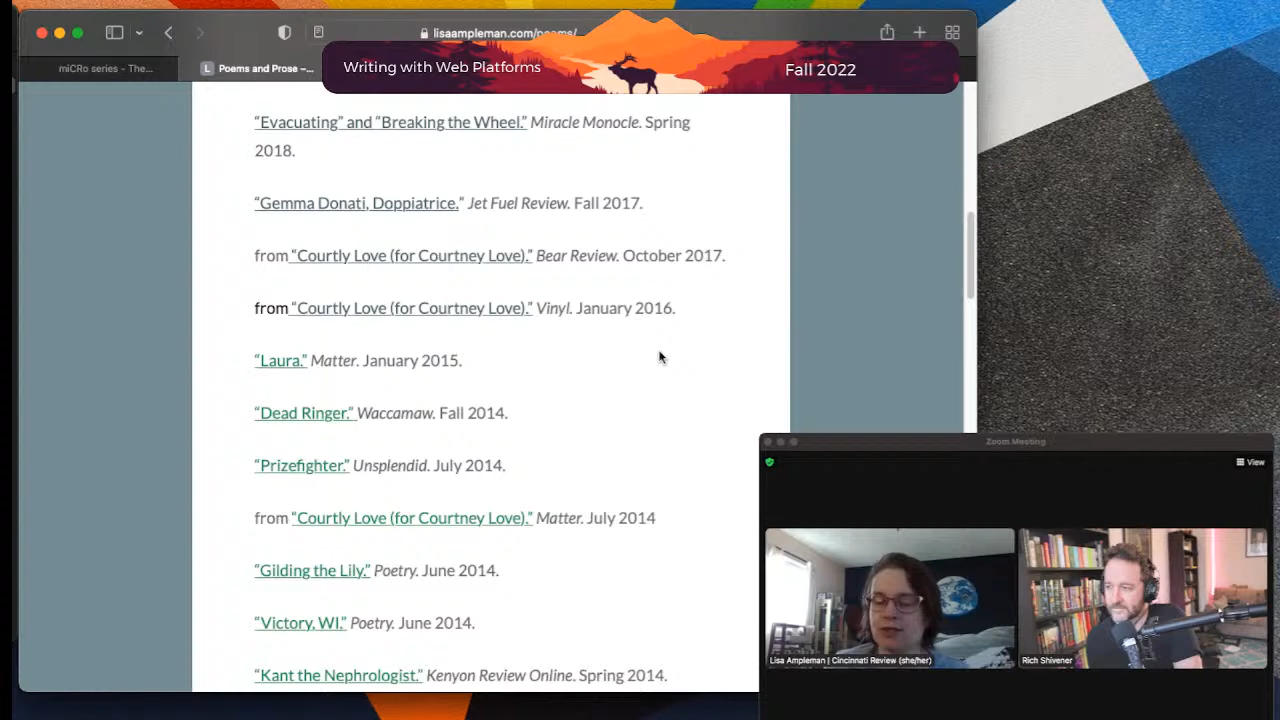 lisaampleman.com/poems/
miCRo series - The...
L Poems and Prose –...
Writing with Web Platforms
Fall 2022
“Evacuating” and “Breaking the Wheel.” Miracle Monocle. Spring
2018.
“Gemma Donati, Doppiatrice.” Jet Fuel Review. Fall 2017.
from “Courtly Love (for Courtney Love).” Bear Review. October 2017.
from “Courtly Love (for Courtney Love).” Vinyl. January 2016.
“Laura.” Matter. January 2015.
“Dead Ringer.” Waccamaw. Fall 2014.
“Prizefighter.” Unsplendid. July 2014.
from “Courtly Love (for Courtney Love).” Matter. July 2014
“Gilding the Lily.” Poetry. June 2014.
“Victory, WI.” Poetry. June 2014.
“Kant the Nephrologist.” Kenyon Review Online. Spring 2014.
Zoom Meeting
View
Lisa Ampleman | Cincinnati Review (she/her)
Rich Shivener